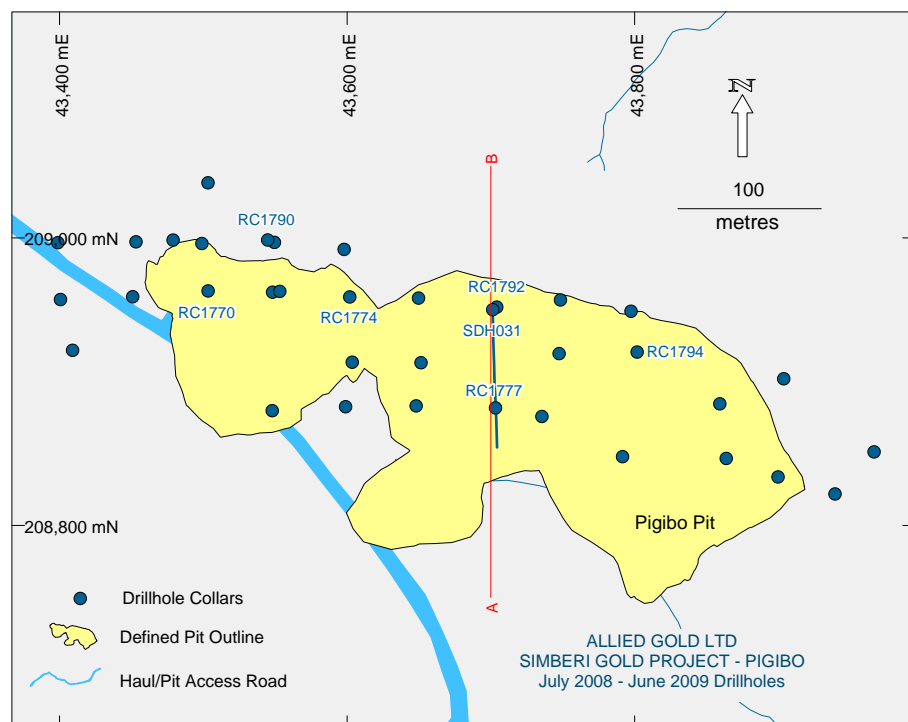 43,400 mE
43,600 mE
43,800 mE
N
B
100
metres
RC1790
209,000 mN
RC1792
RC1770
RC1774
SDH031
RC1794
RC1777
208,800 mN
Pigibo Pit
Drillhole Collars
A
Defined Pit Outline
ALLIED GOLD LTD
SIMBERI GOLD PROJECT - PIGIBO
Haul/Pit Access Road
July 2008 - June 2009 Drillholes